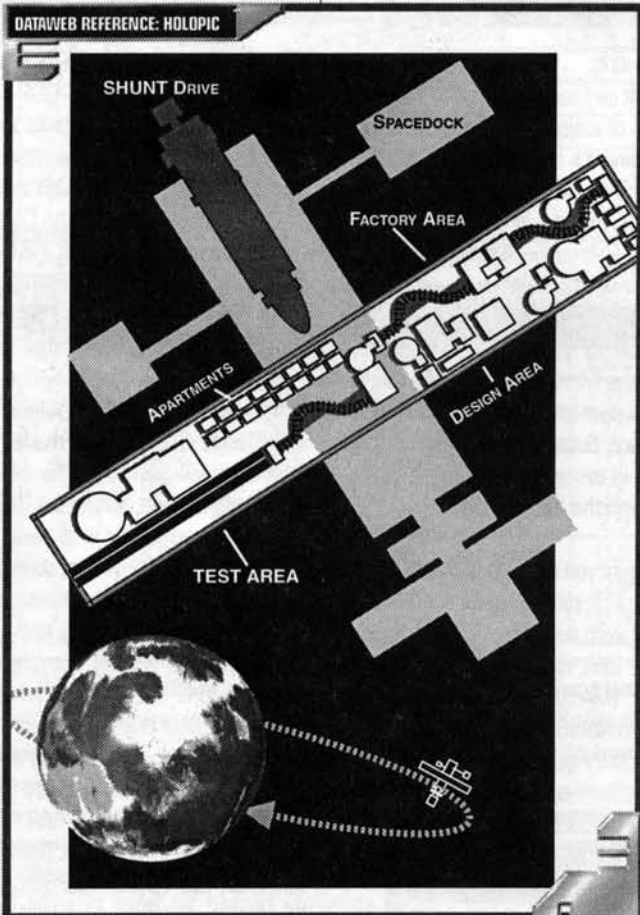 DATAWEB REFERENCE: HOLOPIC
SHUNT DRIVE
SPACEDOCK
FACTORY AREA
APARTMENTS
DESIGN AREA
TEST AREA